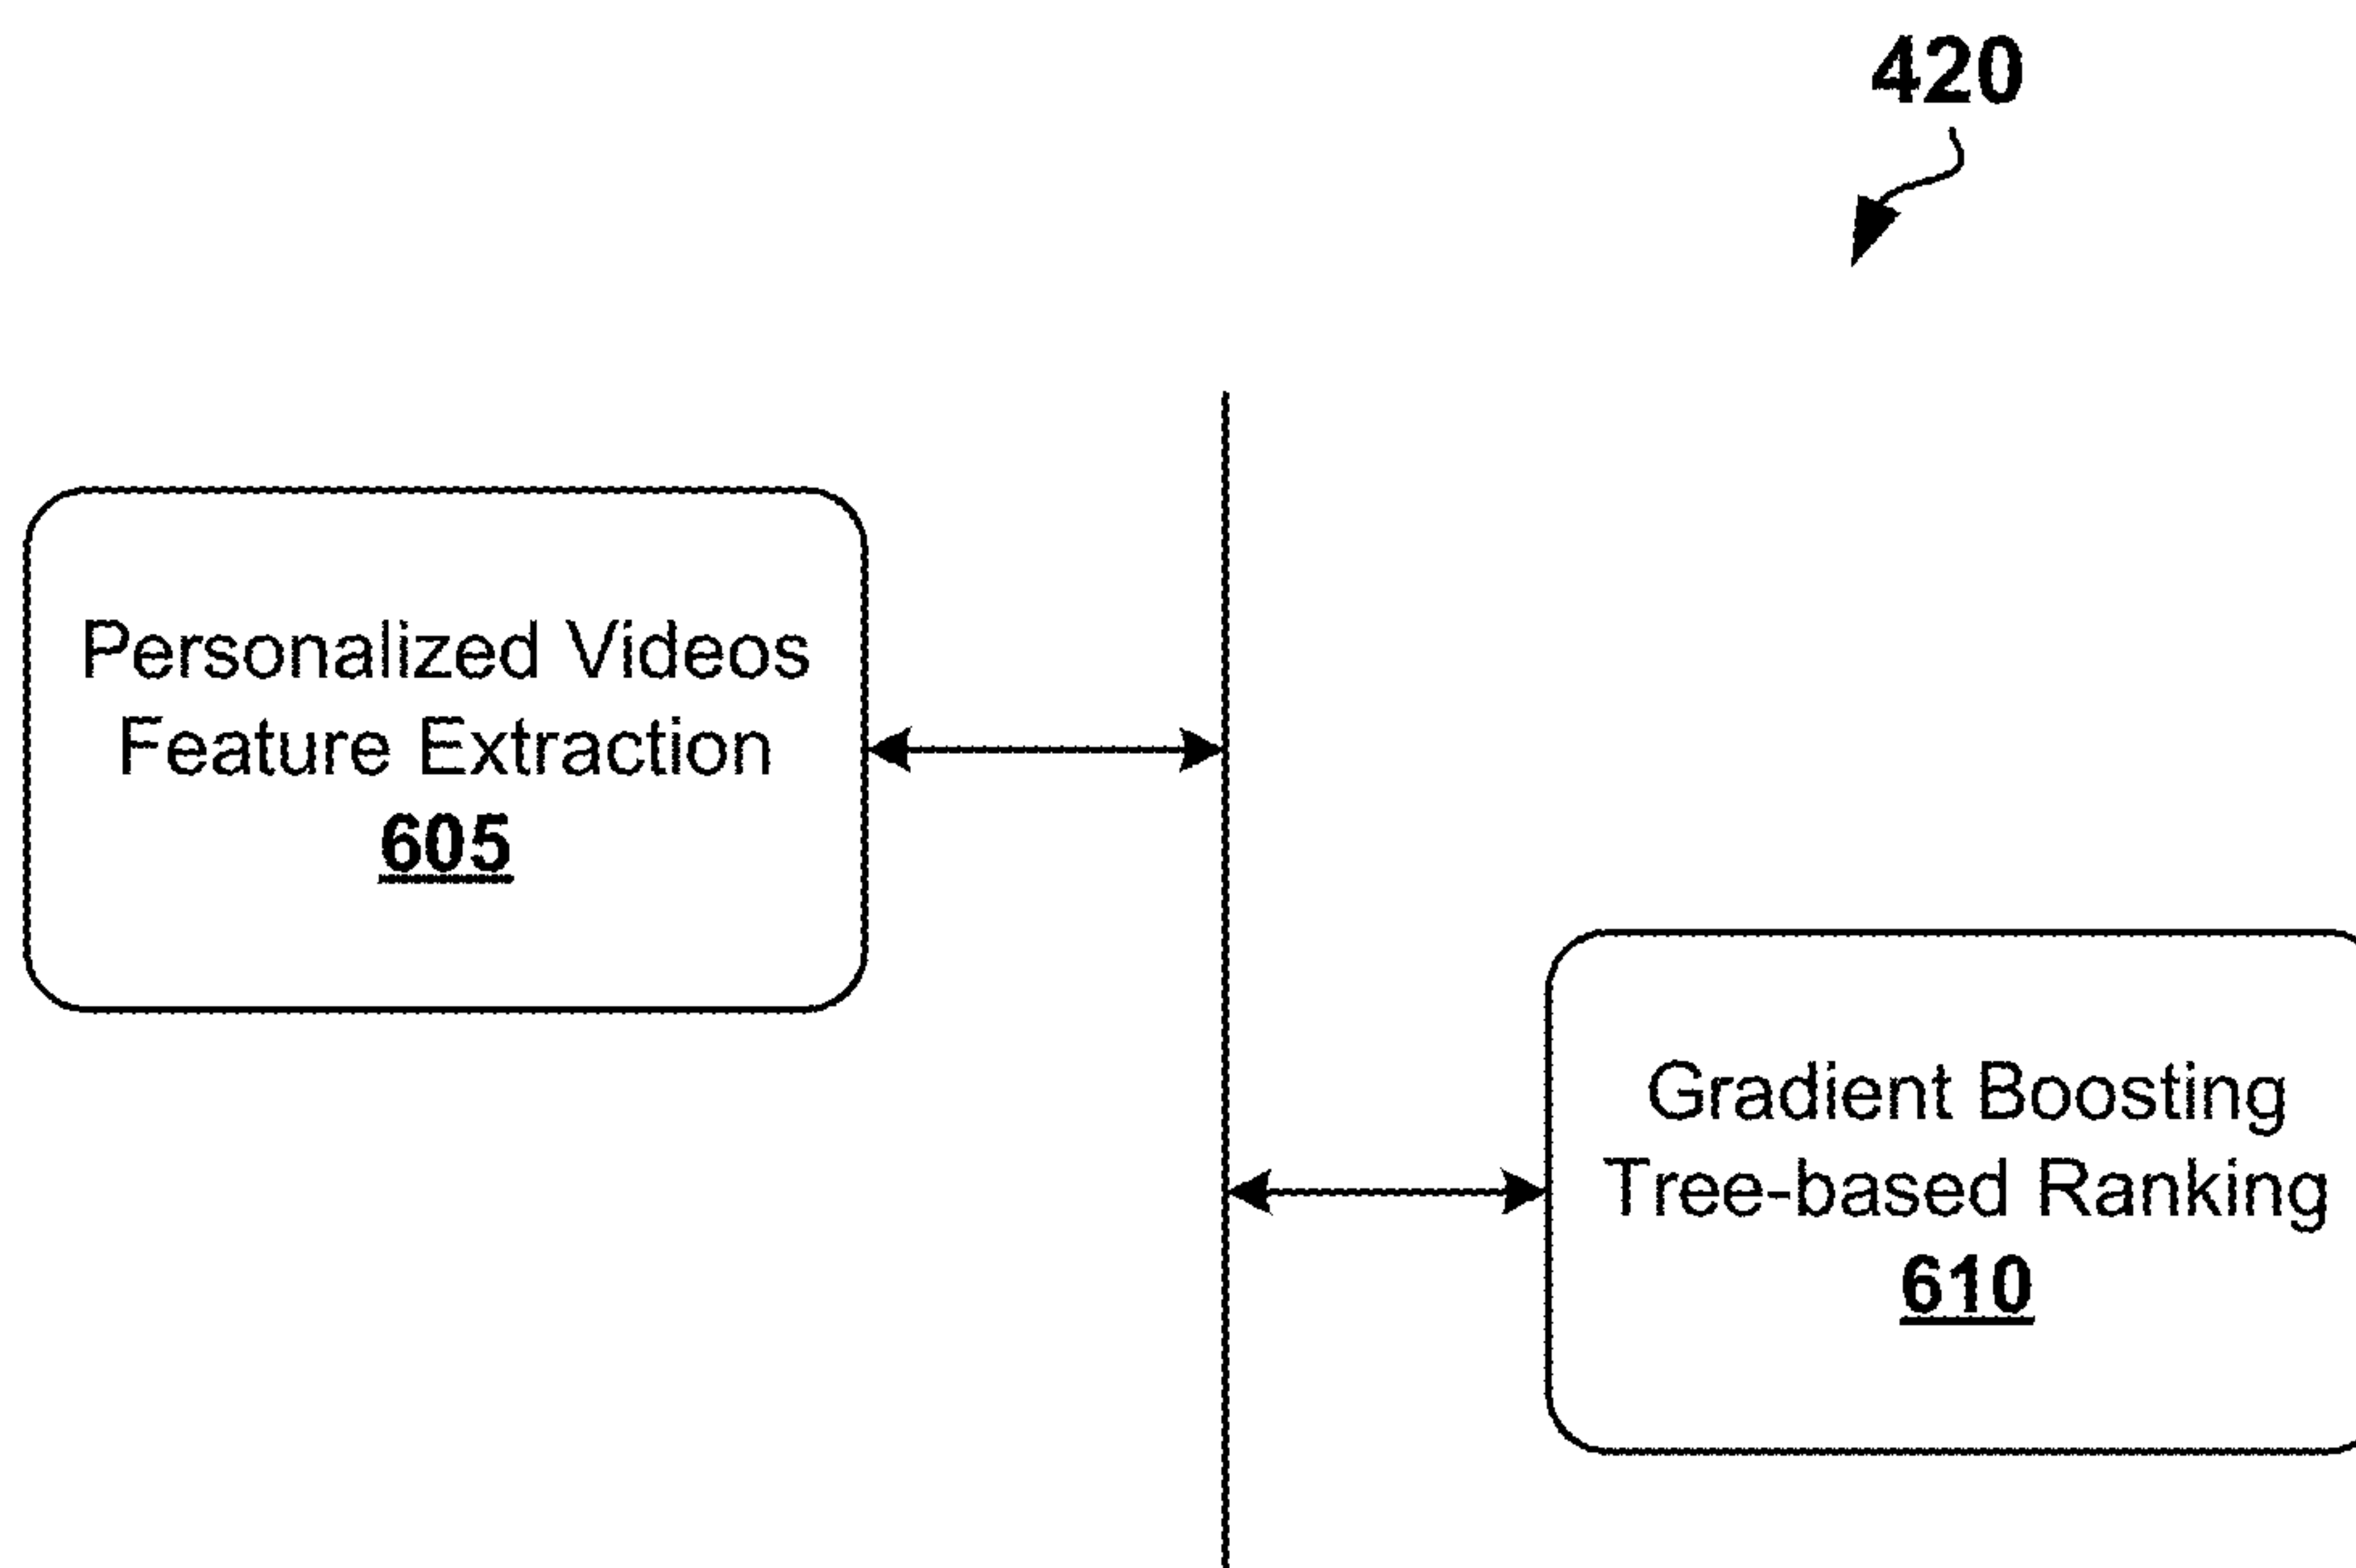 420
Personalized Videos
Feature Extraction
605
Gradient Boosting
Tree-based Ranking
610